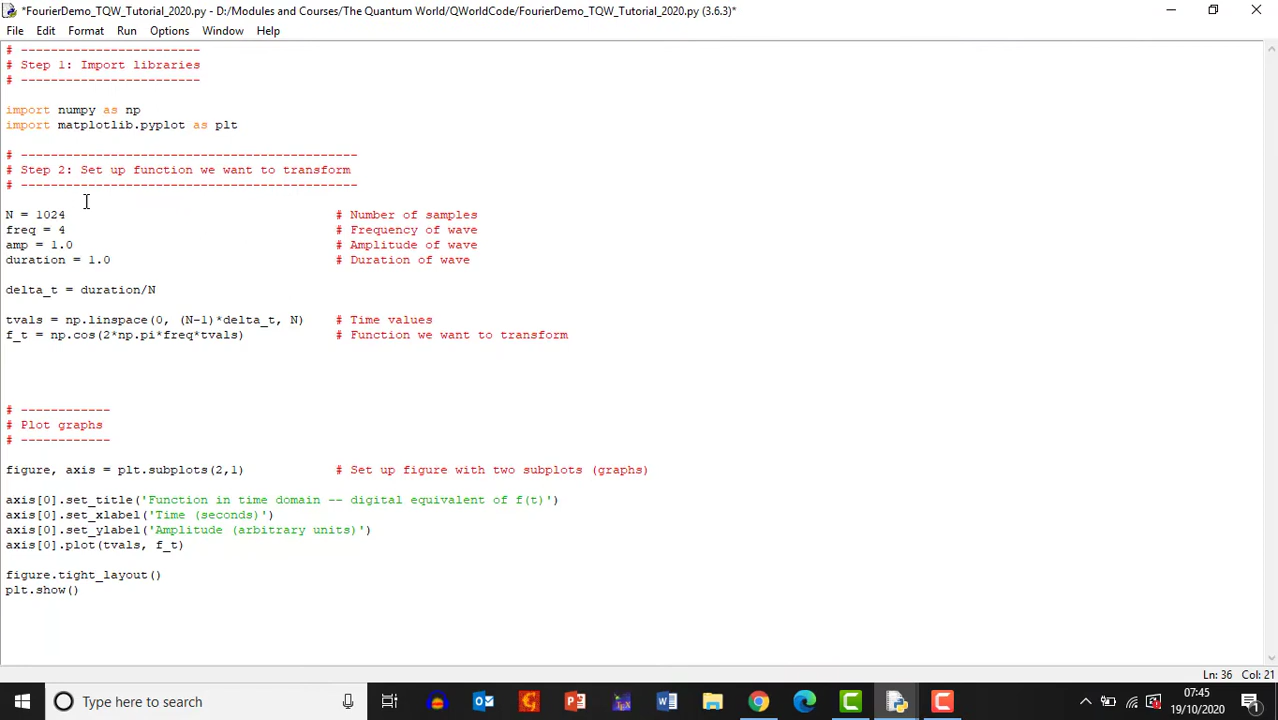 *FourierDemo_TQW_Tutorial_2020.py - D:/Modules and Courses/The Quantum World/QWorldCode/FourierDemo_TQW_Tutorial_2020.py (3.6.3)*
File Edit Format Run Options Window Help
# ------------------------
# Step 1: Import libraries
# ------------------------
import numpy as np
import matplotlib.pyplot as plt
# ---------------------------------------------
# Step 2: Set up function we want to transform
# ---------------------------------------------
N = 1024 # Number of samples
freq = 4 # Frequency of wave
amp = 1.0 # Amplitude of wave
duration = 1.0 # Duration of wave
delta_t = duration/N
tvals = np.linspace(0, (N-1)*delta_t, N) # Time values
f_t = np.cos(2*np.pi*freq*tvals) # Function we want to transform
# ------------
# Plot graphs
# ------------
figure, axis = plt.subplots(2,1) # Set up figure with two subplots (graphs)
axis[0].set_title('Function in time domain -- digital equivalent of f(t)')
axis[0].set_xlabel('Time (seconds)')
axis[0].set_ylabel('Amplitude (arbitrary units)')
axis[0].plot(tvals, f_t)
figure.tight_layout()
plt.show()
Ln: 36 Col: 21
Type here to search
07:45
19/10/2020